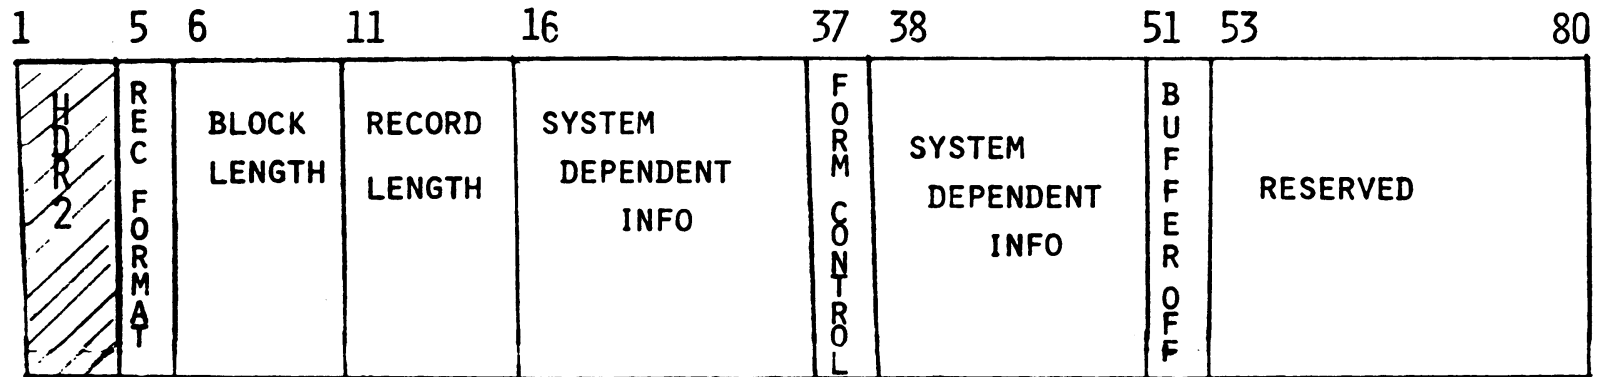 1 5 6 11 16 37 38 51 53 80
HDR2
REC FORMAT
BLOCK
LENGTH
RECORD
LENGTH
SYSTEM
DEPENDENT
INFO
FORM CONTROL
SYSTEM
DEPENDENT
INFO
BUFFER OFF
RESERVED